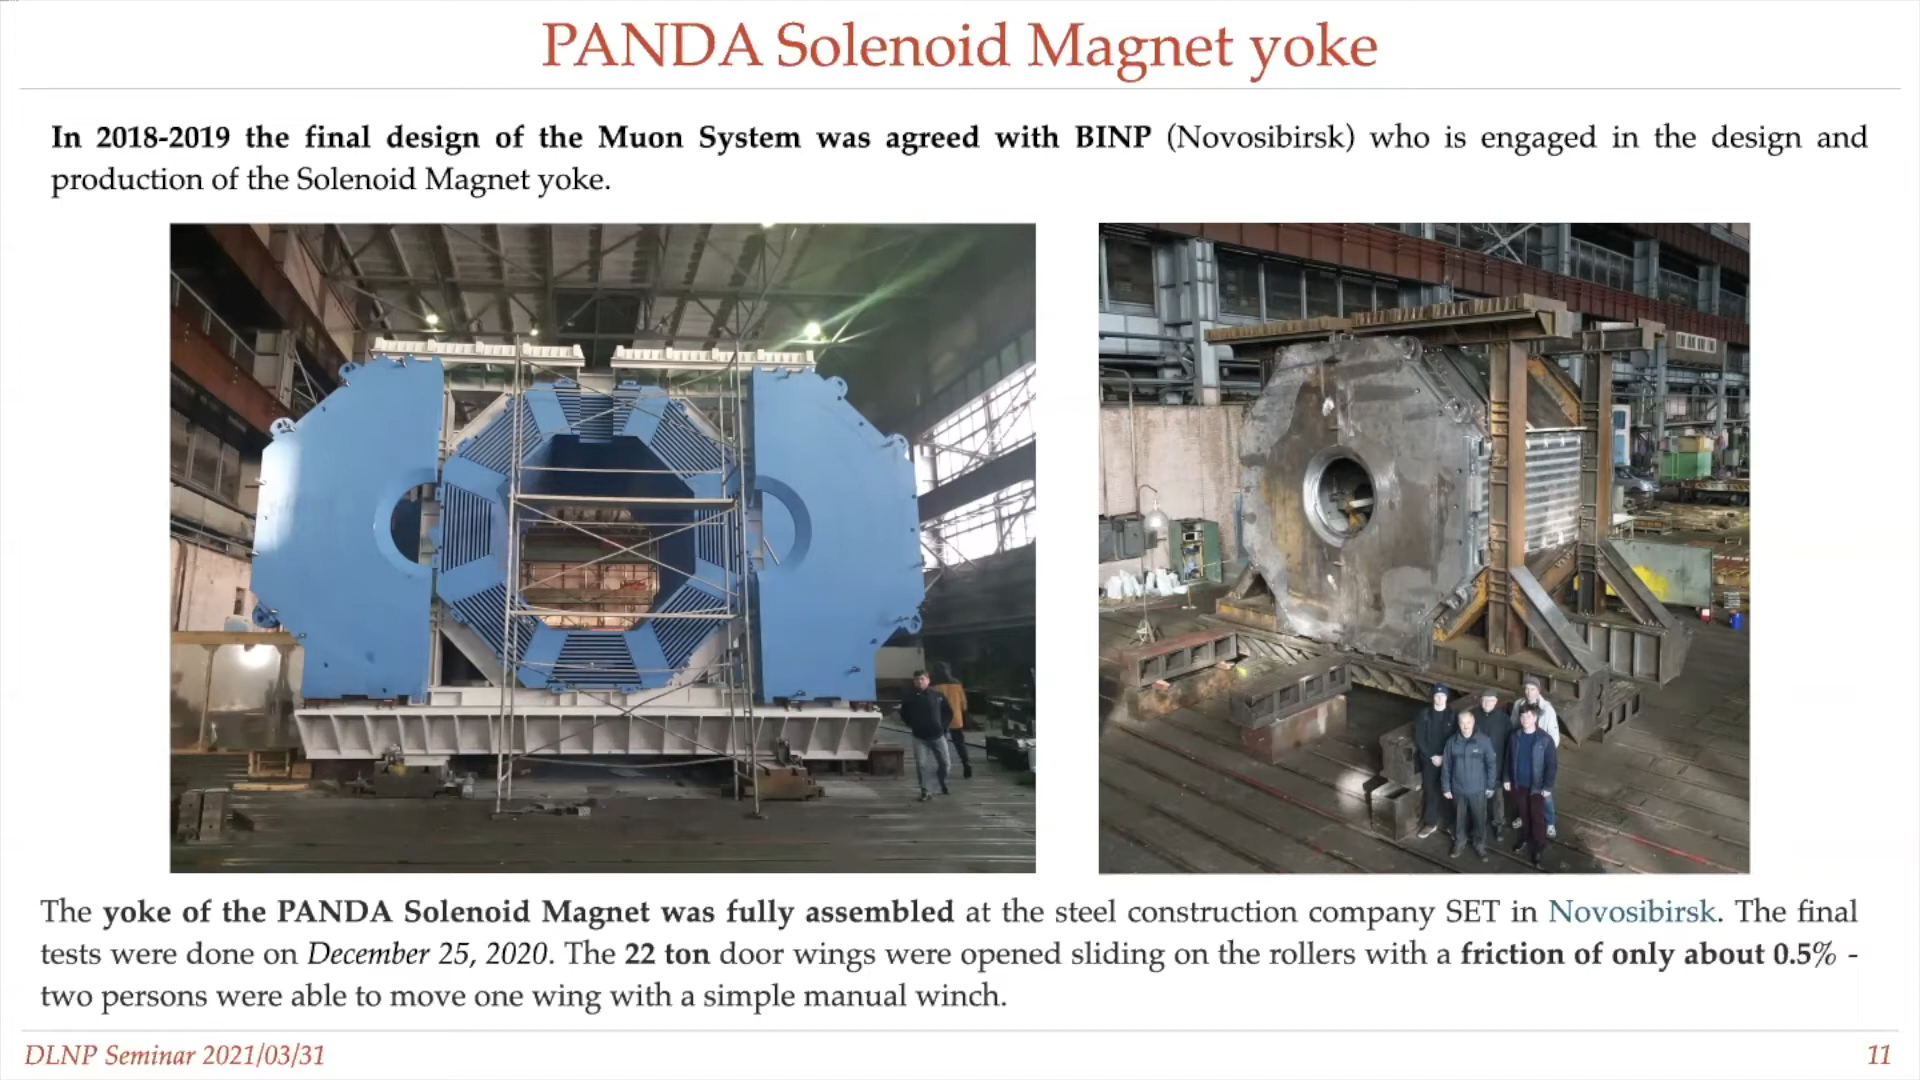 PANDA Solenoid Magnet yoke
In 2018-2019 the final design of the Muon System was agreed with BINP (Novosibirsk) who is engaged in the design and
production of the Solenoid Magnet yoke.
The yoke of the PANDA Solenoid Magnet was fully assembled at the steel construction company SET in Novosibirsk. The final
tests were done on December 25, 2020. The 22 ton door wings were opened sliding on the rollers with a friction of only about 0.5% -
two persons were able to move one wing with a simple manual winch.
DLNP Seminar 2021/03/31
11